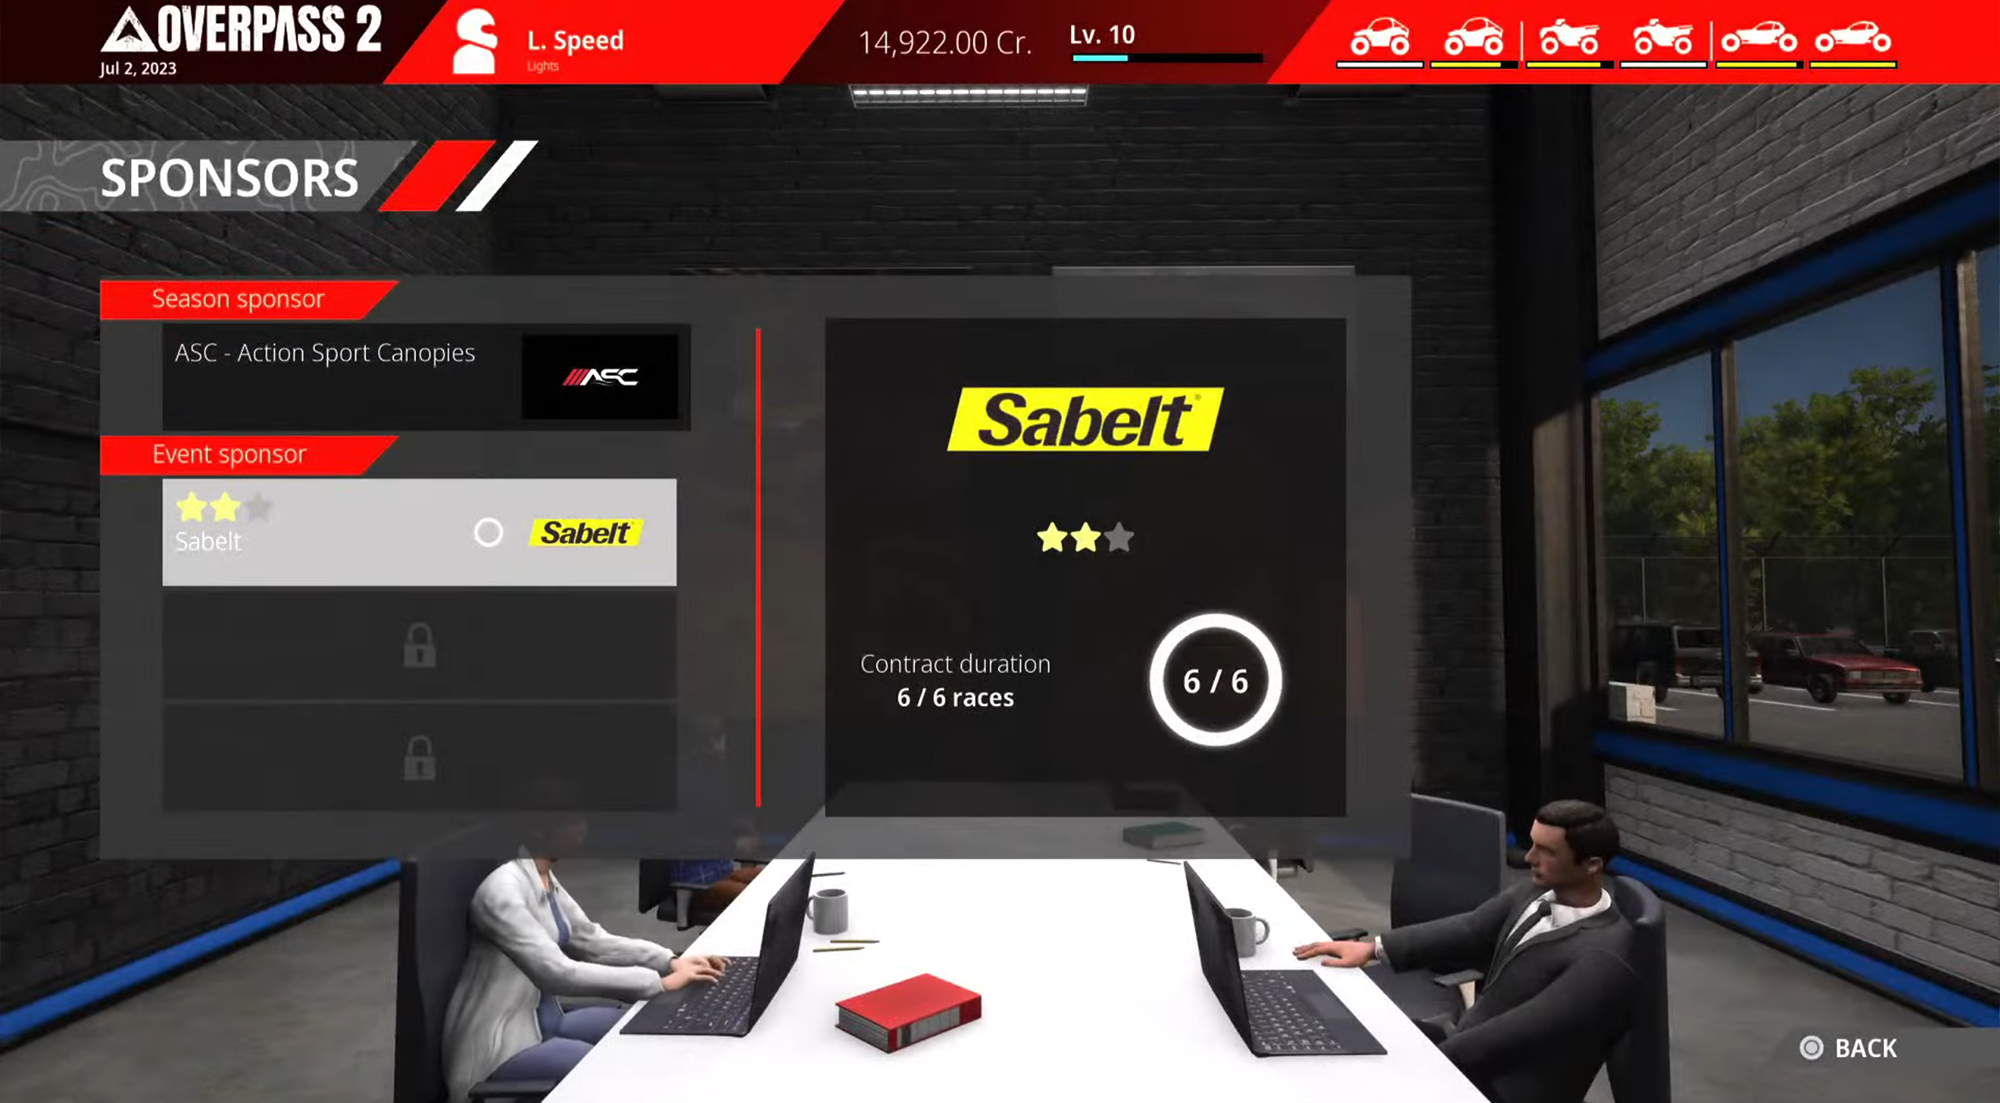 OVERPASS 2
Jul 2, 2023
L. Speed
Lights
14,922.00 Cr.
Lv. 10
SPONSORS
Season sponsor
ASC - Action Sport Canopies
ASC
Event sponsor
Sabelt
Sabelt
Sabelt
Contract duration
6 / 6 races
6 / 6
BACK